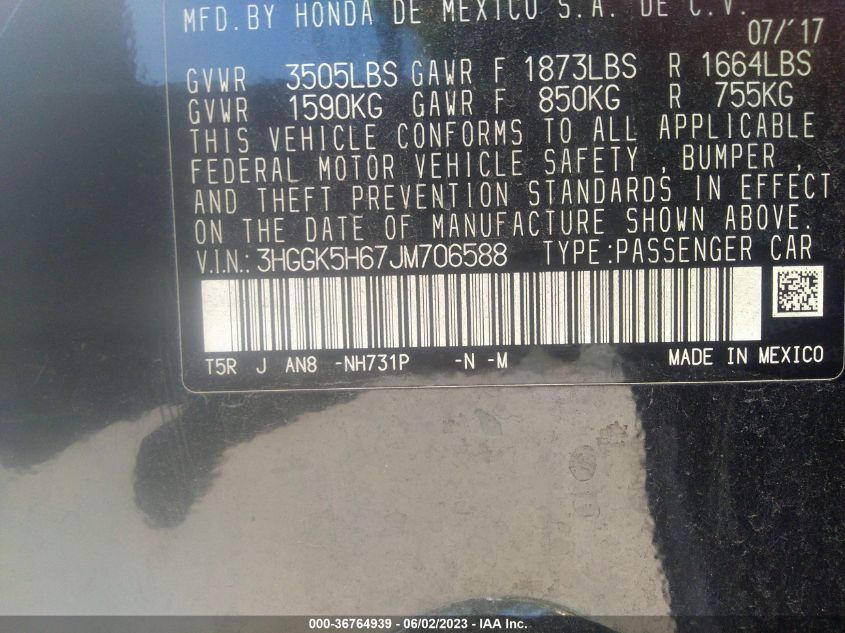 MFD. BY HONDA DE MEXICO S.A. DE C.V.
07/'17
GVWR 3505LBS GAWR F 1873LBS R 1664LBS
GVWR 1590KG GAWR F 850KG R 755KG
THIS VEHICLE CONFORMS TO ALL APPLICABLE
FEDERAL MOTOR VEHICLE SAFETY, BUMPER,
AND THEFT PREVENTION STANDARDS IN EFFECT
ON THE DATE OF MANUFACTURE SHOWN ABOVE.
V.I.N.: 3HGGK5H67JM706588 TYPE:PASSENGER CAR
T5R J AN8 -NH731P -N -M MADE IN MEXICO
000-36764939 - 06/02/2023 - IAA Inc.